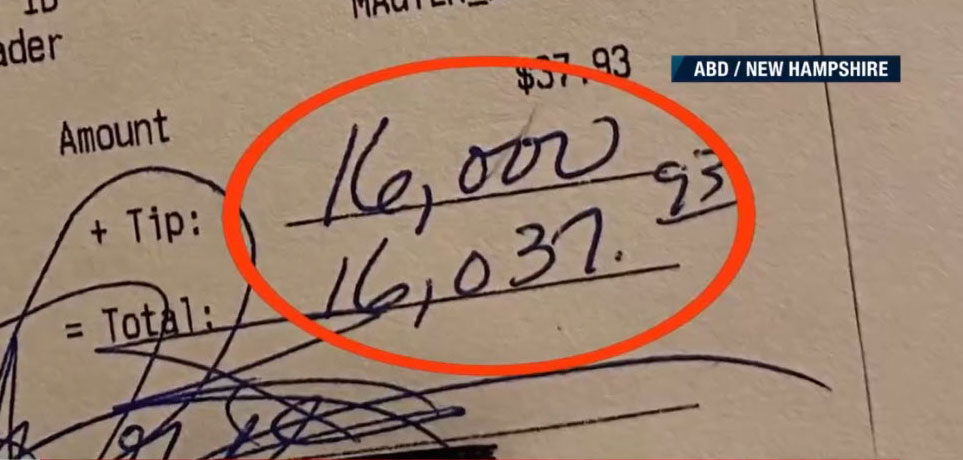 ader
$37.93
ABD / NEW HAMPSHIRE
Amount
+ Tip: 16,000
= Total: 16,037. 93